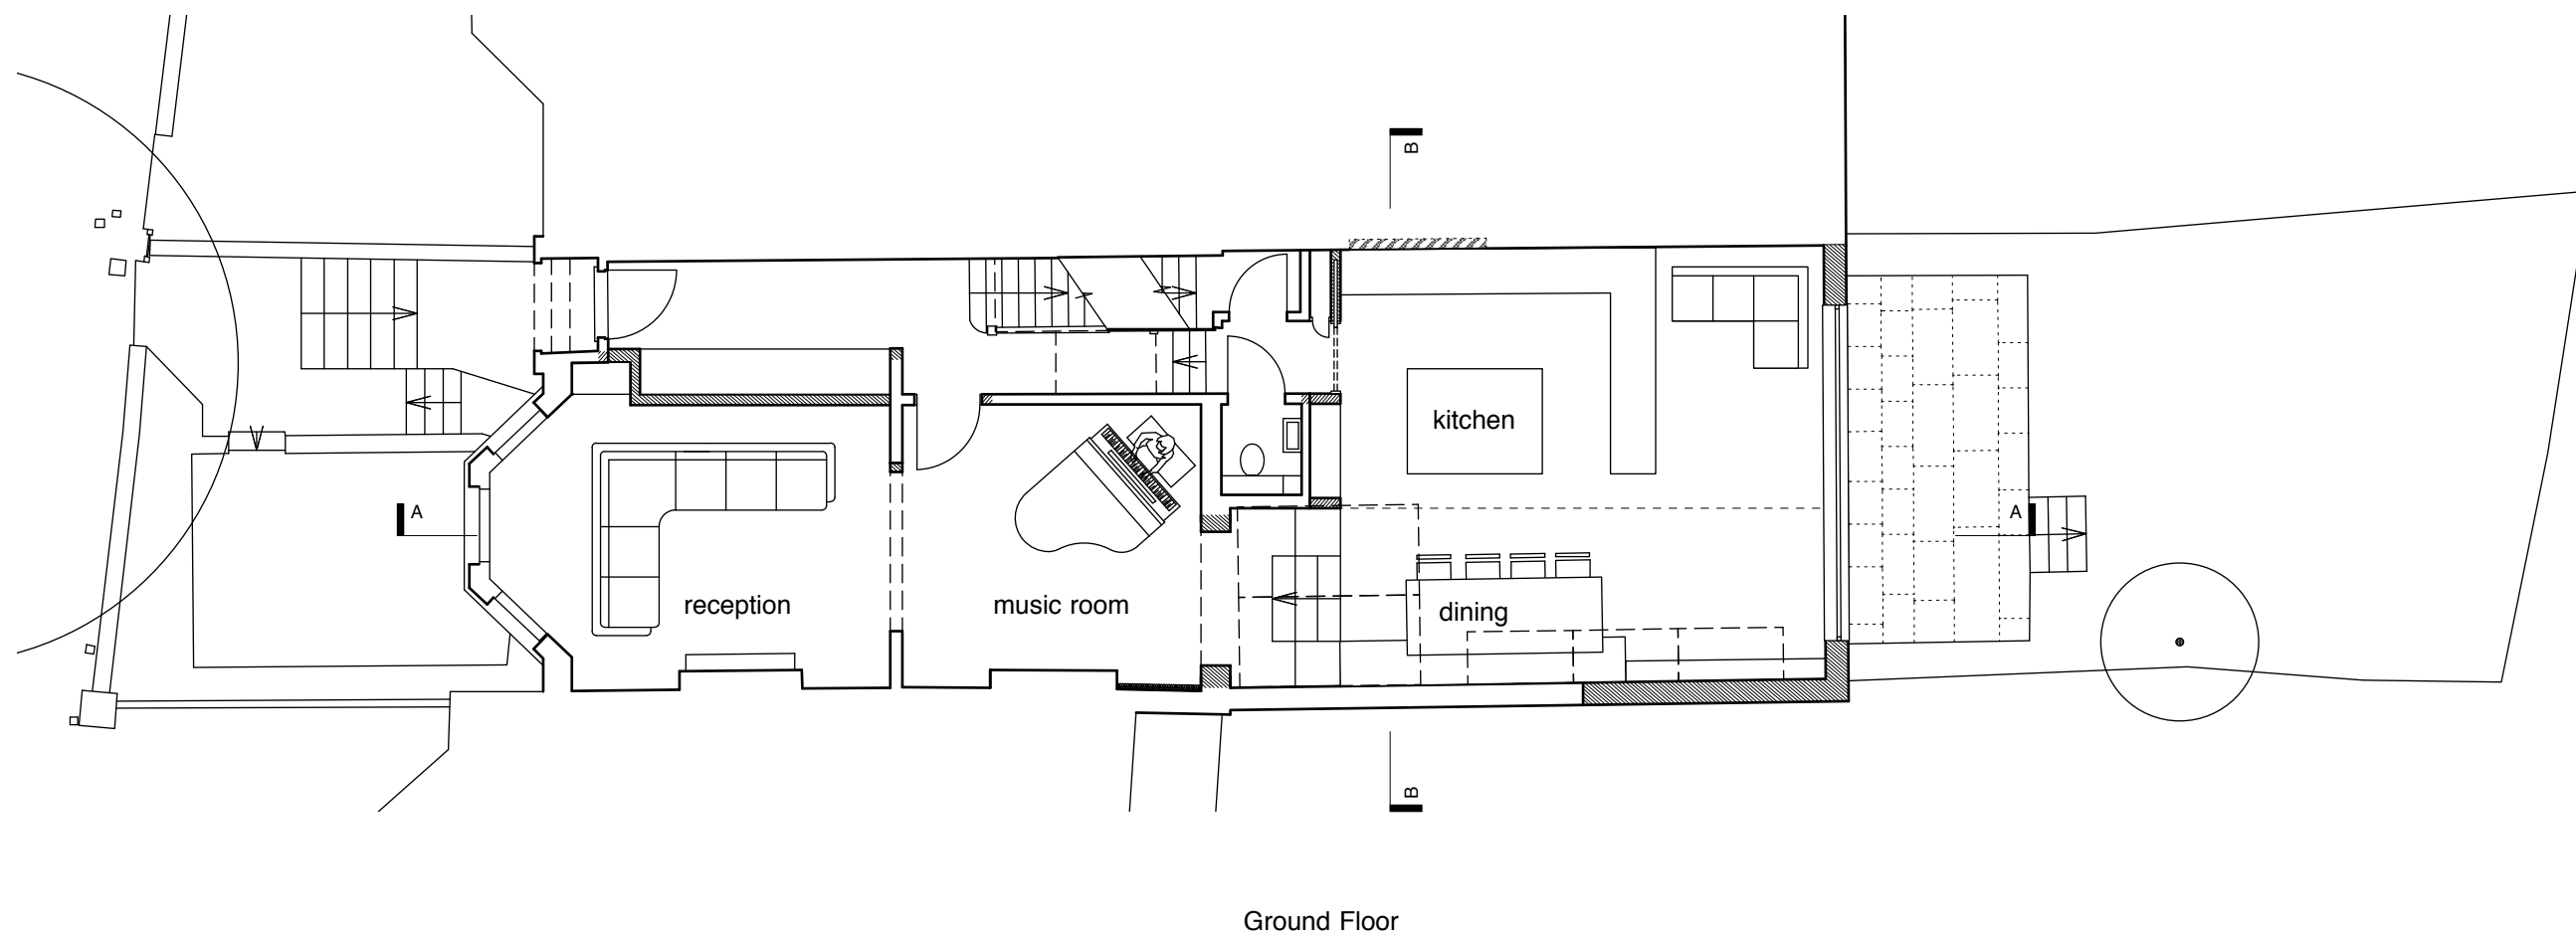 B
kitchen
A
A
reception
music room
dining
B
Ground Floor